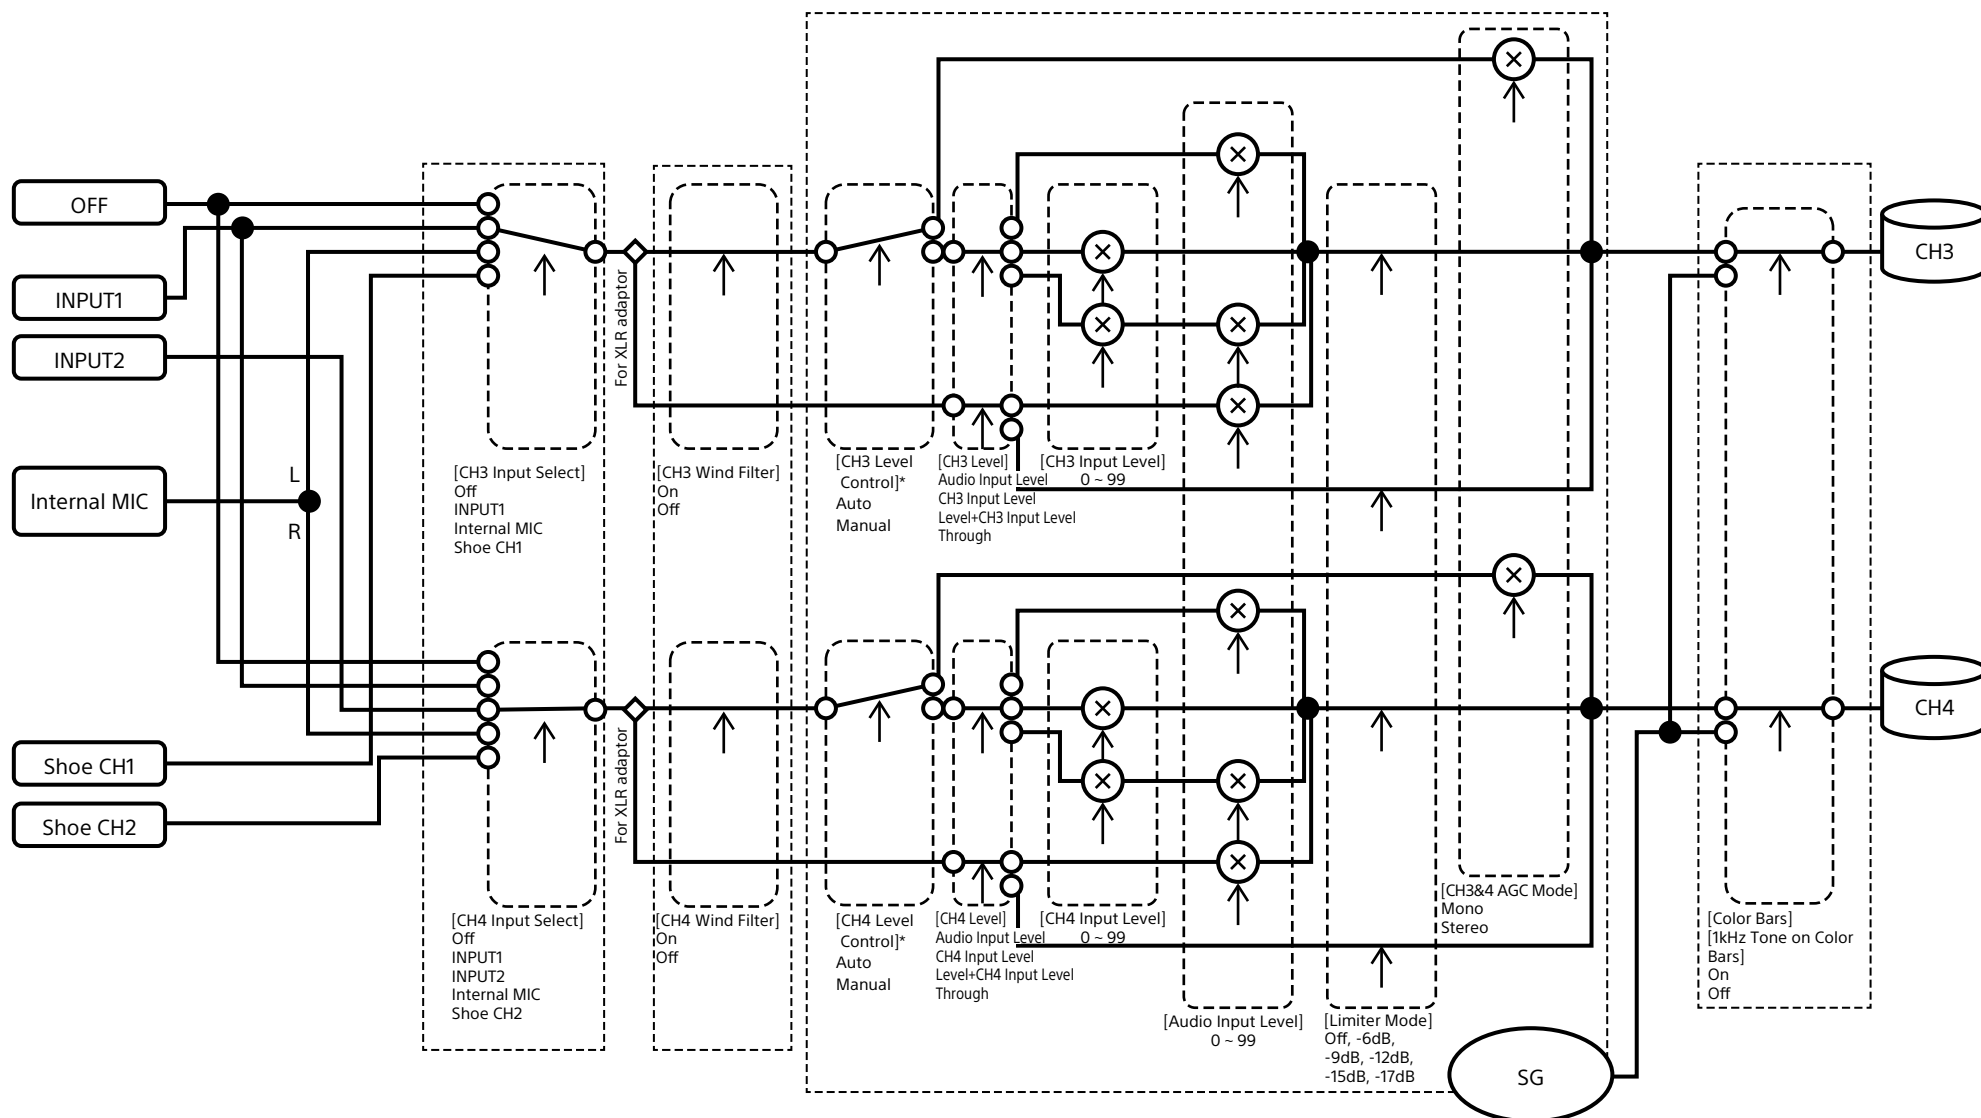 OFF
INPUT1
INPUT2
Internal MIC
L
R
Shoe CH1
Shoe CH2
[CH3 Input Select]
Off
INPUT1
Internal MIC
Shoe CH1
For XLR adaptor
[CH3 Wind Filter]
On
Off
[CH3 Level
Control]*
Auto
Manual
[CH3 Level]
Audio Input Level
CH3 Input Level
Level+CH3 Input Level
Through
[CH3 Input Level]
0 ~ 99
CH3
[CH4 Input Select]
Off
INPUT1
INPUT2
Internal MIC
Shoe CH2
For XLR adaptor
[CH4 Wind Filter]
On
Off
[CH4 Level
Control]*
Auto
Manual
[CH4 Level]
Audio Input Level
CH4 Input Level
Level+CH4 Input Level
Through
[CH4 Input Level]
0 ~ 99
[Audio Input Level]
0 ~ 99
[Limiter Mode]
Off, -6dB,
-9dB, -12dB,
-15dB, -17dB
[CH3&4 AGC Mode]
Mono
Stereo
SG
[Color Bars]
[1kHz Tone on Color
Bars]
On
Off
CH4